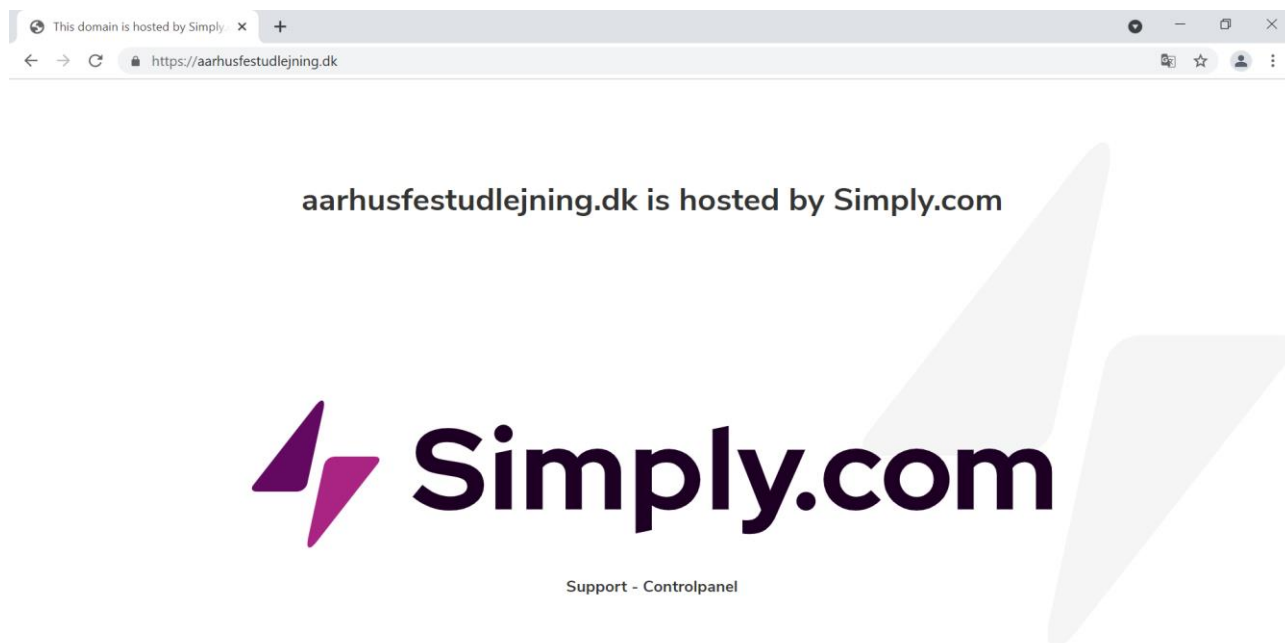 This domain is hosted by Simply.
https://aarhusfestudlejning.dk
aarhusfestudlejning.dk is hosted by Simply.com
Simply.com
Support - Controlpanel